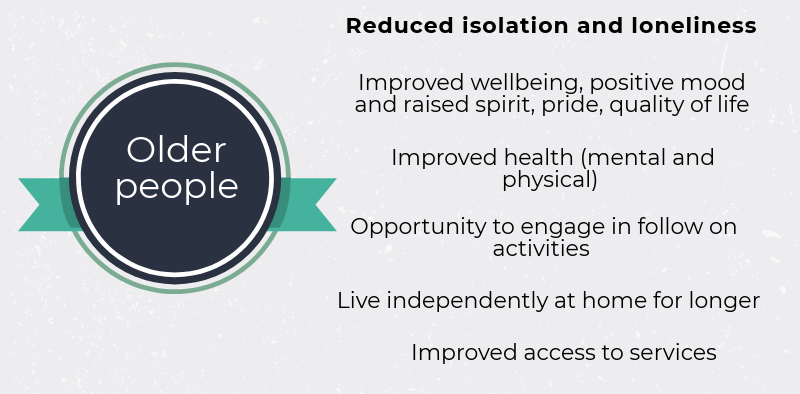 Older
people
Reduced isolation and loneliness
Improved wellbeing, positive mood
and raised spirit, pride, quality of life
Improved health (mental and
physical)
Opportunity to engage in follow on
activities
Live independently at home for longer
Improved access to services